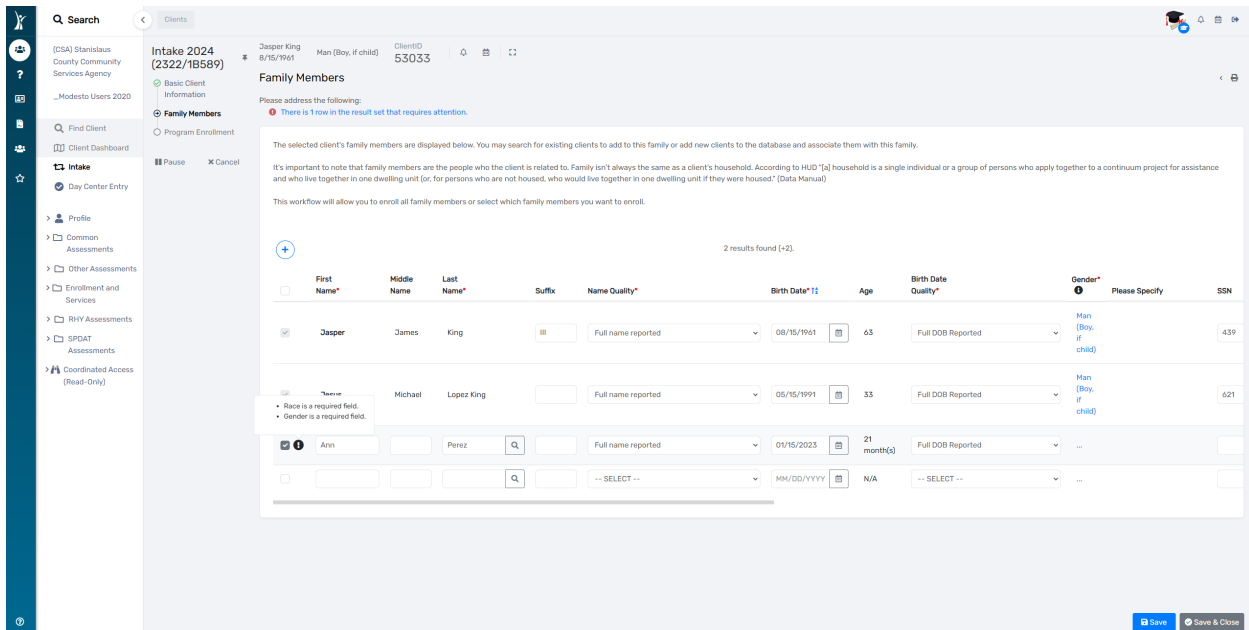 Search
Clients
(CSA) Stanislaus
County Community
Services Agency
_Modesto Users 2020
Find Client
Client Dashboard
Intake
Day Center Entry
Profile
Common
Assessments
Other Assessments
Enrollment and
Services
RHY Assessments
SPDAT
Assessments
Coordinated Access
(Read-Only)
Intake 2024
(2322/1B589)
Basic Client
Information
Family Members
Program Enrollment
Pause
Cancel
Jasper King
8/15/1961
Man (Boy, if child)
ClientID
53033
Family Members
Please address the following:
There is 1 row in the result set that requires attention.
The selected client's family members are displayed below. You may search for existing clients to add to this family or add new clients to the database and associate them with this family.
It's important to note that family members are the people who the client is related to. Family isn't always the same as a client's household. According to HUD "[a] household is a single individual or a group of persons who apply together to a continuum project for assistance
and who live together in one dwelling unit (or, for persons who are not housed, who would live together in one dwelling unit if they were housed." (Data Manual)
This workflow will allow you to enroll all family members or select which family members you want to enroll.
2 results found (+2).
First Name* Middle Name Last Name* Suffix Name Quality* Birth Date* Age Birth Date Quality* Gender* Please Specify SSN
Jasper James King III Full name reported 08/15/1961 63 Full DOB Reported Man (Boy, if child) 439
Jesus Michael Lopez King Full name reported 05/15/1991 33 Full DOB Reported Man (Boy, if child) 621
Race is a required field.
Gender is a required field.
Ann Perez Full name reported 01/15/2023 21 month(s) Full DOB Reported ...
-- SELECT -- MM/DD/YYYY N/A -- SELECT -- ...
Save
Save & Close